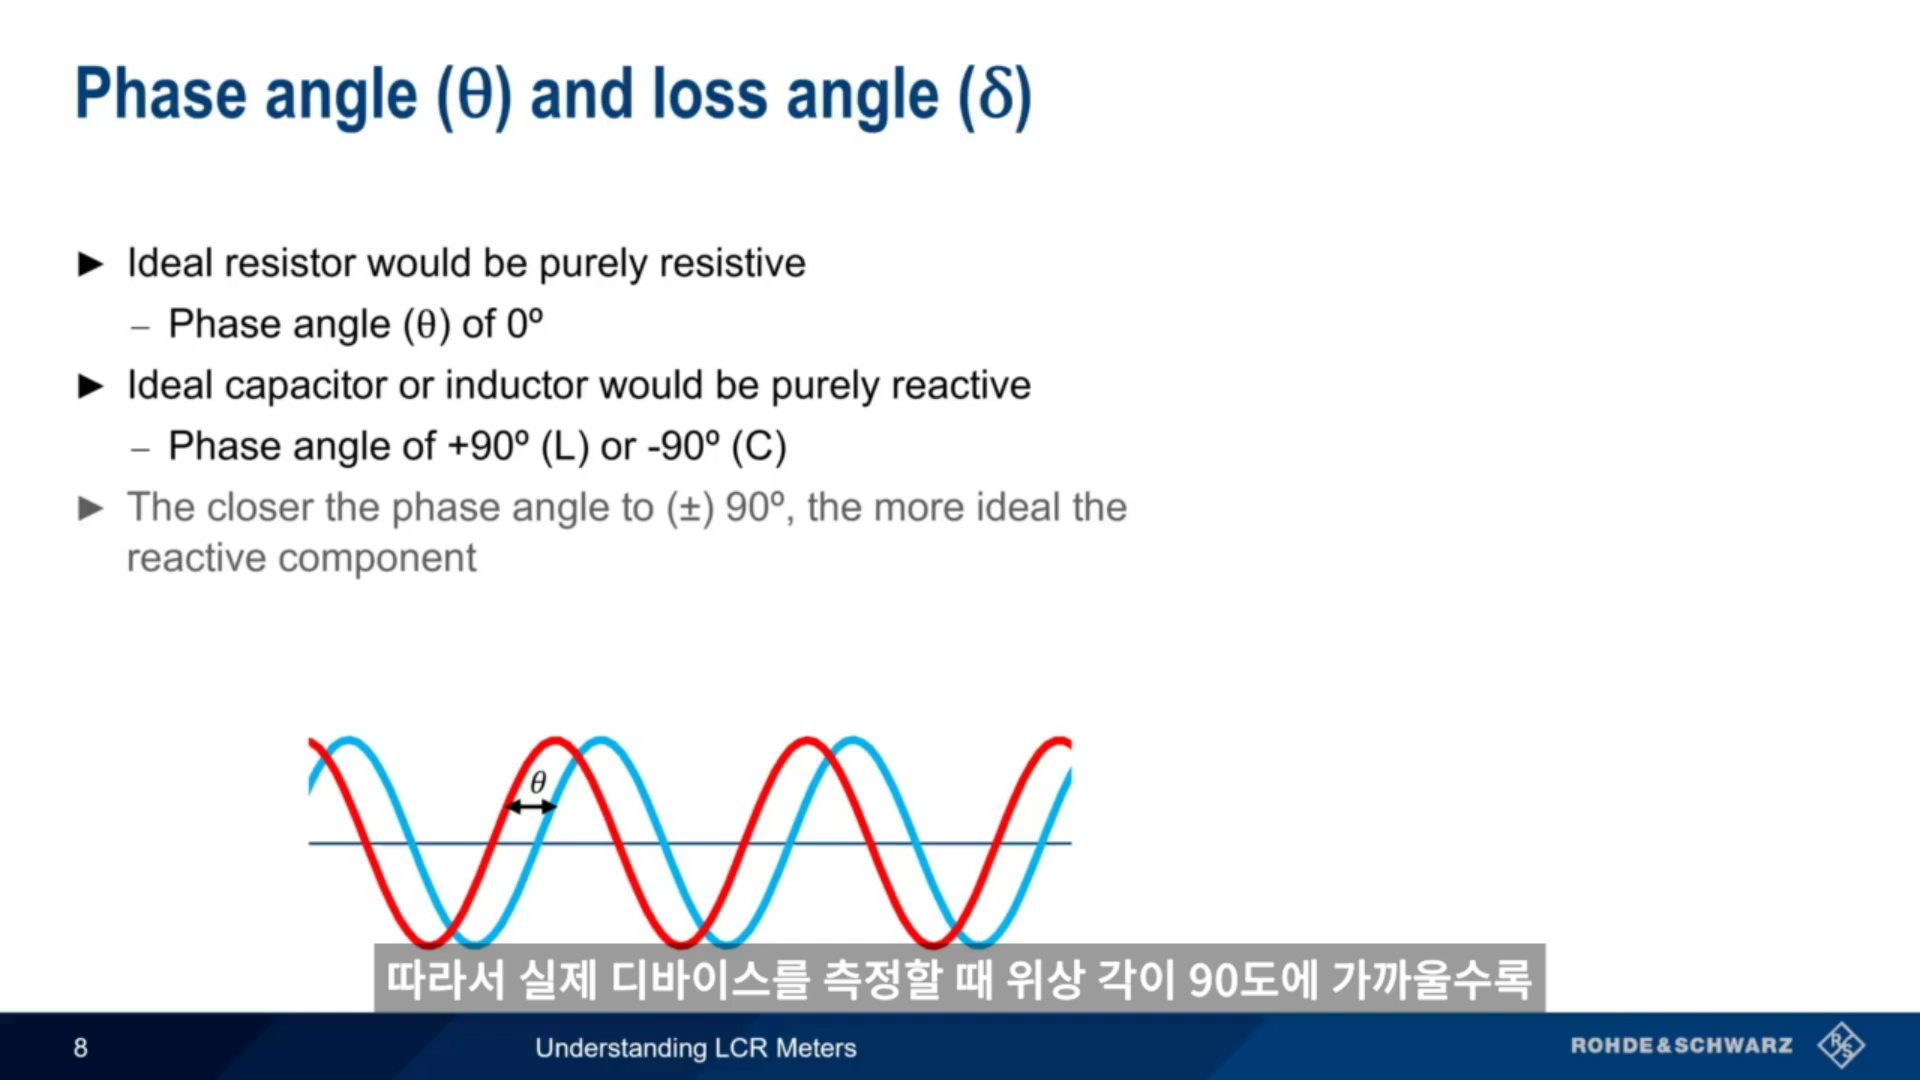 Phase angle (θ) and loss angle (δ)
► Ideal resistor would be purely resistive
– Phase angle (θ) of 0º
► Ideal capacitor or inductor would be purely reactive
– Phase angle of +90º (L) or -90º (C)
► The closer the phase angle to (±) 90º, the more ideal the
reactive component
θ
따라서 실제 디바이스를 측정할 때 위상 각이 90도에 가까울수록
8
Understanding LCR Meters
ROHDE&SCHWARZ
R&S